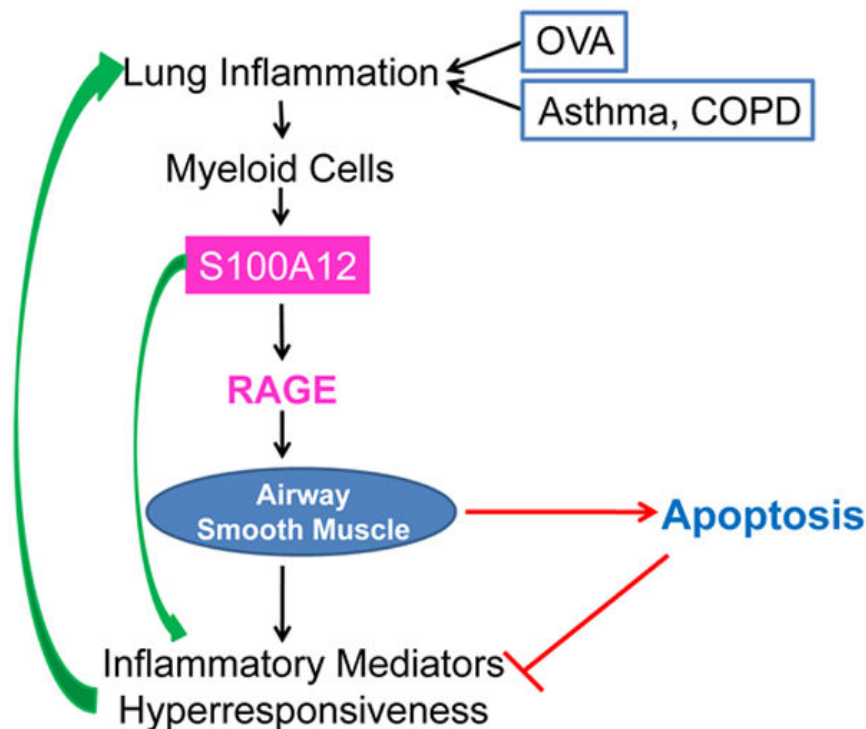 OVA
Lung Inflammation
Asthma, COPD
Myeloid Cells
S100A12
RAGE
Airway
Smooth Muscle
Apoptosis
Inflammatory Mediators
Hyperresponsiveness